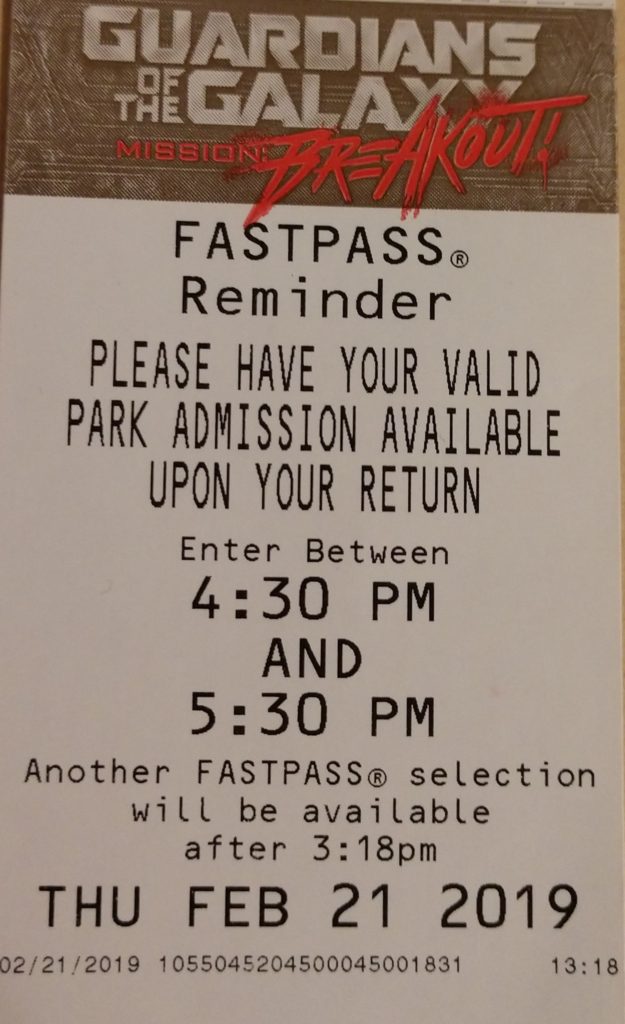 GUARDIANS
OF THE GALAXY
MISSION: BREAKOUT!
FASTPASS®
Reminder
PLEASE HAVE YOUR VALID
PARK ADMISSION AVAILABLE
UPON YOUR RETURN
Enter Between
4:30 PM
AND
5:30 PM
Another FASTPASS® selection
will be available
after 3:18pm
THU FEB 21 2019
02/21/2019 1055045204500045001831 13:18